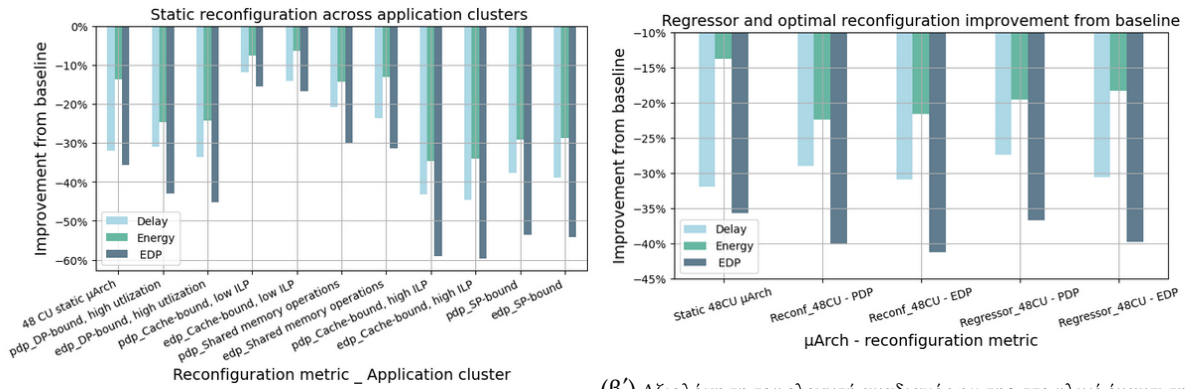 Static reconfiguration across application clusters
Improvement from baseline
0%
−10%
−20%
−30%
−40%
−50%
−60%
Delay
Energy
EDP
48 CU static μArch
pdp_DP-bound, high utlization
edp_DP-bound, high utlization
pdp_Cache-bound, low ILP
edp_Cache-bound, low ILP
pdp_Shared memory operations
edp_Shared memory operations
pdp_Cache-bound, high ILP
edp_Cache-bound, high ILP
pdp_SP-bound
edp_SP-bound
Reconfiguration metric _ Application cluster
Regressor and optimal reconfiguration improvement from baseline
Improvement from baseline
−10%
−15%
−20%
−25%
−30%
−35%
−40%
−45%
Delay
Energy
EDP
Static 48CU μArch
Reconf_48CU - PDP
Reconf_48CU - EDP
Regressor_48CU - PDP
Regressor_48CU - EDP
μArch - reconfiguration metric
(β′)